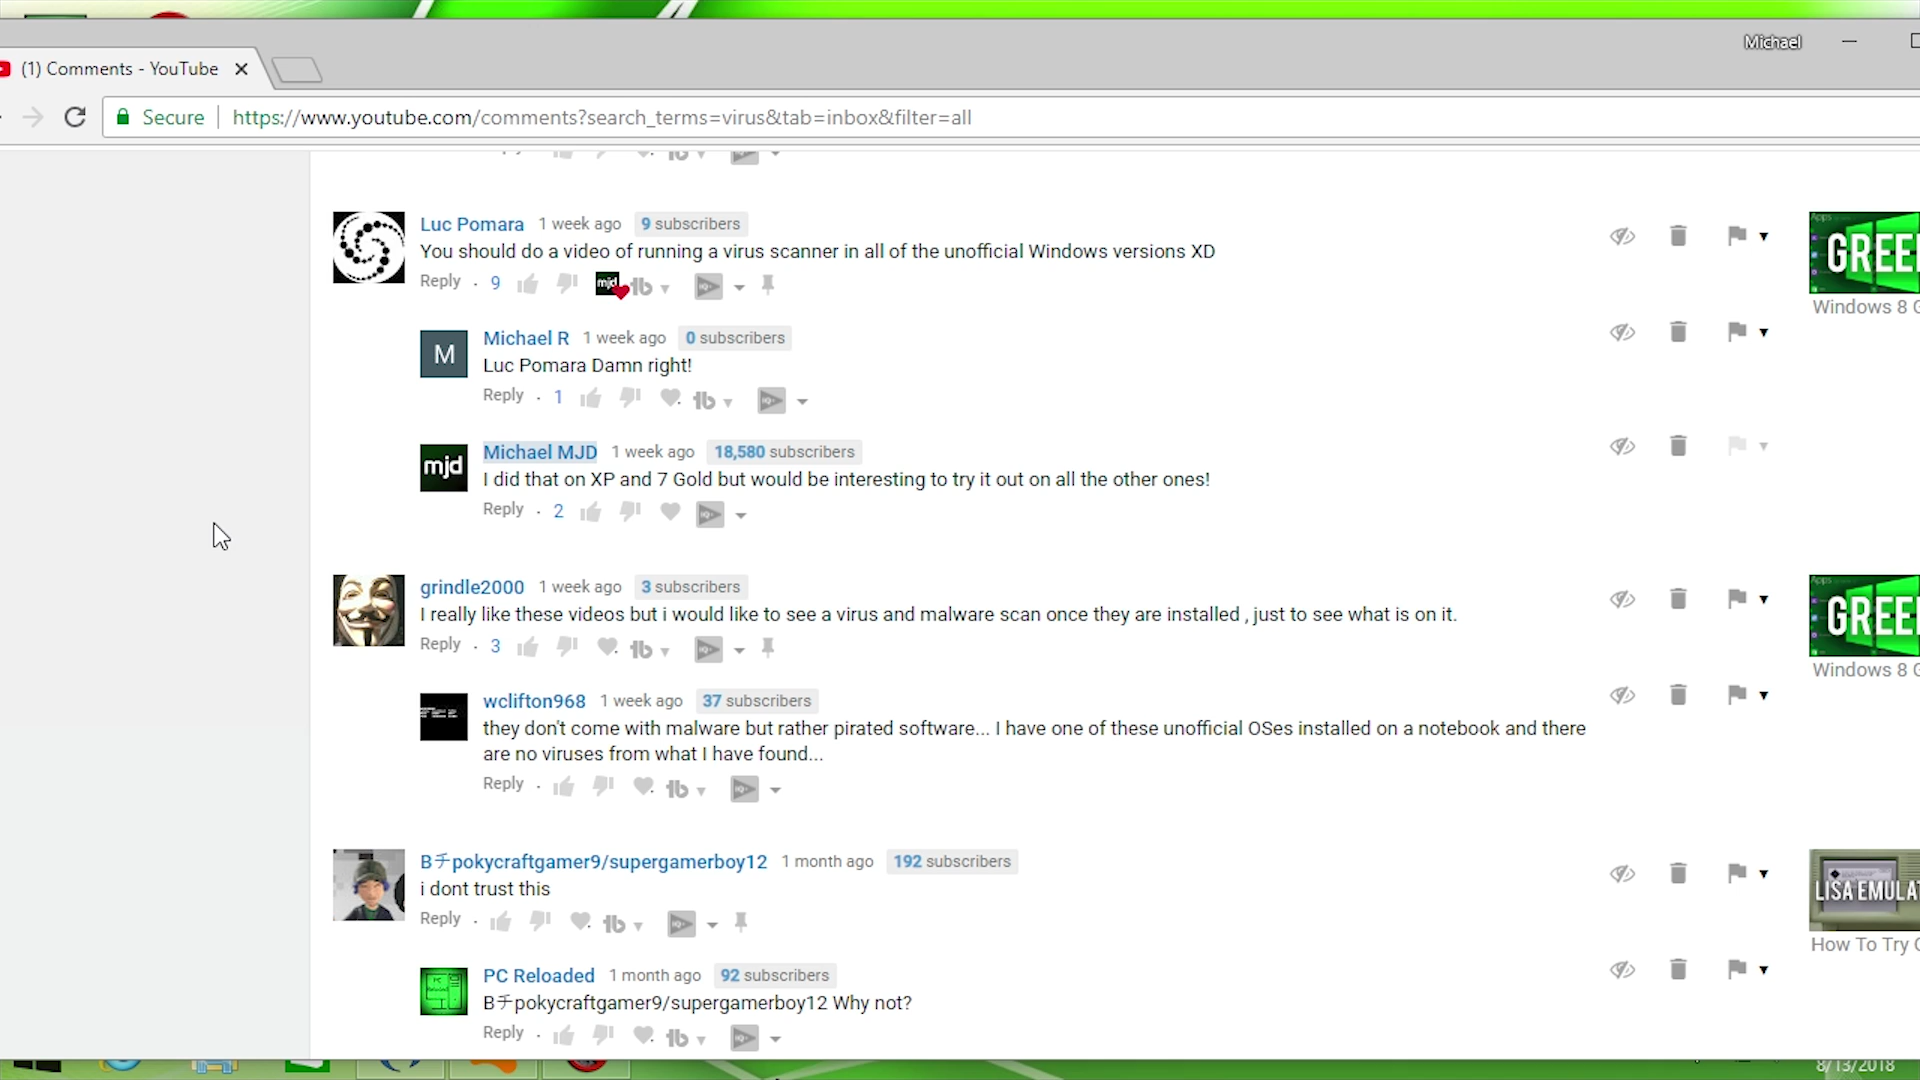 Michael
(1) Comments - YouTube
Secure https://www.youtube.com/comments?search_terms=virus&tab=inbox&filter=all
Luc Pomara 1 week ago 9 subscribers
You should do a video of running a virus scanner in all of the unofficial Windows versions XD
Reply · 9 mjd
Apps
GREE
Windows 8 G
M
Michael R 1 week ago 0 subscribers
Luc Pomara Damn right!
Reply · 1
mjd
Michael MJD 1 week ago 18,580 subscribers
I did that on XP and 7 Gold but would be interesting to try it out on all the other ones!
Reply · 2
grindle2000 1 week ago 3 subscribers
I really like these videos but i would like to see a virus and malware scan once they are installed , just to see what is on it.
Reply · 3
Apps
GREE
Windows 8 G
wclifton968 1 week ago 37 subscribers
they don't come with malware but rather pirated software... I have one of these unofficial OSes installed on a notebook and there
are no viruses from what I have found...
Reply ·
Bチpokycraftgamer9/supergamerboy12 1 month ago 192 subscribers
i dont trust this
Reply ·
LISA EMULA
How To Try
PC Reloaded 1 month ago 92 subscribers
Bチpokycraftgamer9/supergamerboy12 Why not?
Reply ·
8/13/2018